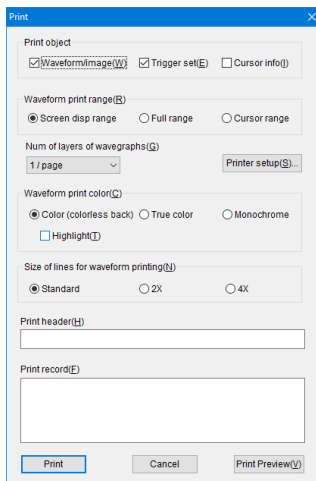 Print
Print object
Waveform/image(W) Trigger set(E) Cursor info(I)
Waveform print range(R)
Screen disp range Full range Cursor range
Num of layers of wavegraphs(G)
1 / page Printer setup(S)...
Waveform print color(C)
Color (colorless back) True color Monochrome
Highlight(T)
Size of lines for waveform printing(N)
Standard 2X 4X
Print header(H)
Print record(F)
Print Cancel Print Preview(V)